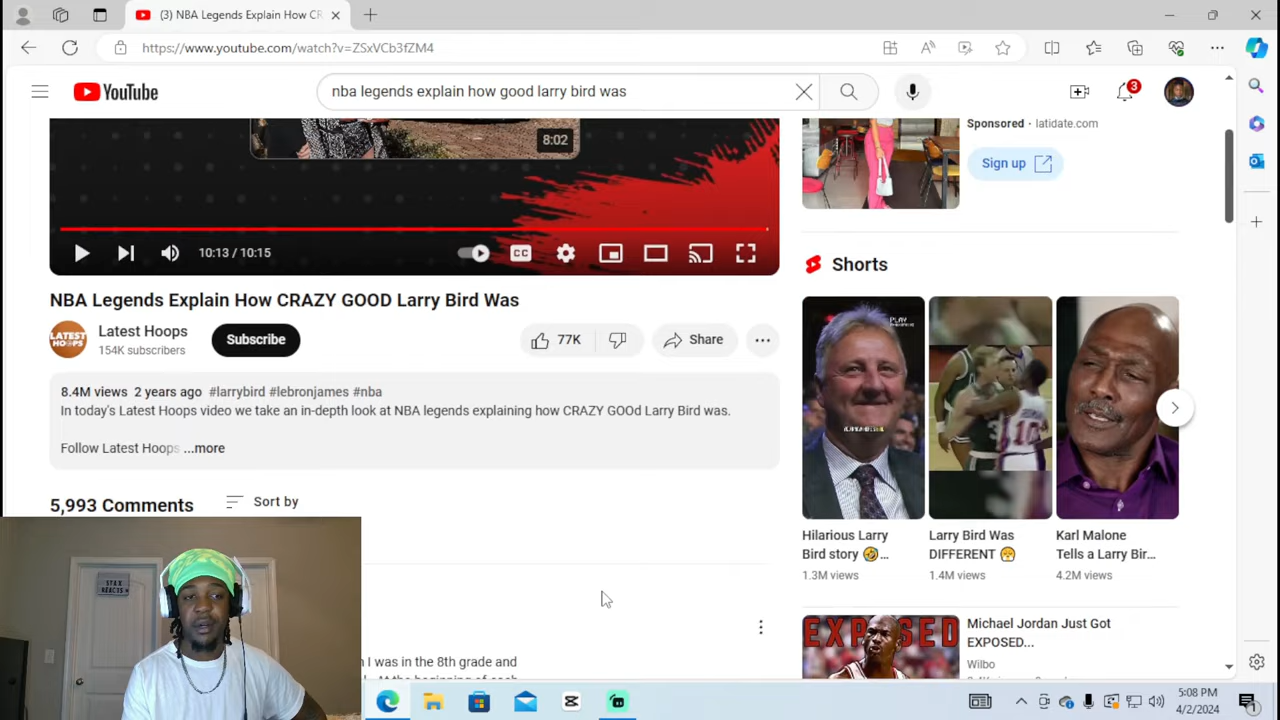 (3) NBA Legends Explain How CR
https://www.youtube.com/watch?v=ZSxVCb3fZM4
YouTube
nba legends explain how good larry bird was
3
8:02
10:13 / 10:15
CC
NBA Legends Explain How CRAZY GOOD Larry Bird Was
LATEST
HOOPS
Latest Hoops
154K subscribers
Subscribe
77K
Share
8.4M views 2 years ago #larrybird #lebronjames #nba
In today's Latest Hoops video we take an in-depth look at NBA legends explaining how CRAZY GOOd Larry Bird was.
Follow Latest Hoops ...more
5,993 Comments
Sort by
I was in the 8th grade and
Sponsored · latidate.com
Sign up
Shorts
Hilarious Larry
Bird story 🤣...
1.3M views
Larry Bird Was
DIFFERENT 😤
1.4M views
Karl Malone
Tells a Larry Bir...
4.2M views
EXPOSED
Michael Jordan Just Got
EXPOSED...
Wilbo
STAX
REACTS
5:08 PM
4/2/2024
1